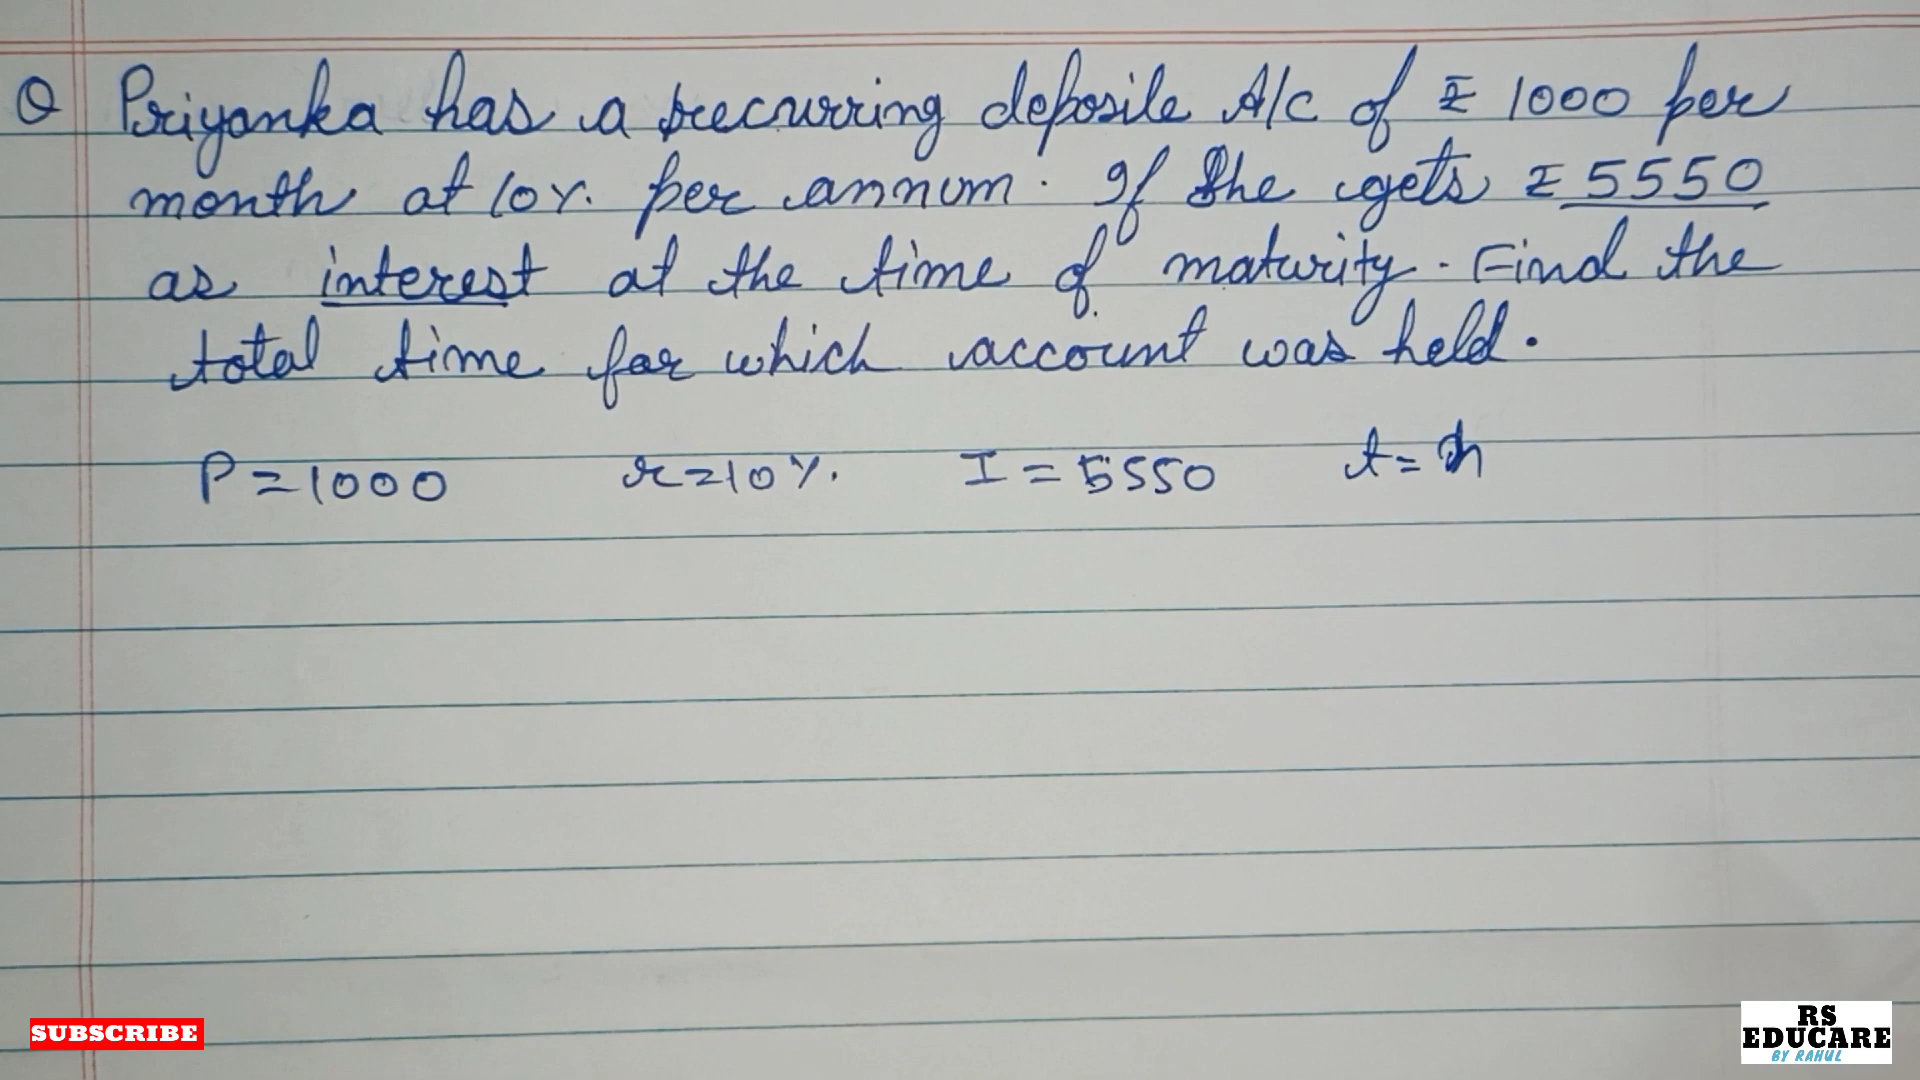 Q Priyanka has a recurring deposite A/c of ₹ 1000 per
month at 10%. per annum. If She gets ₹ 5550
as interest at the time of maturity. Find the
total time for which account was held.
P = 1000 r = 10%. I = 5550 t = n
SUBSCRIBE
RS
EDUCARE
BY RAHUL